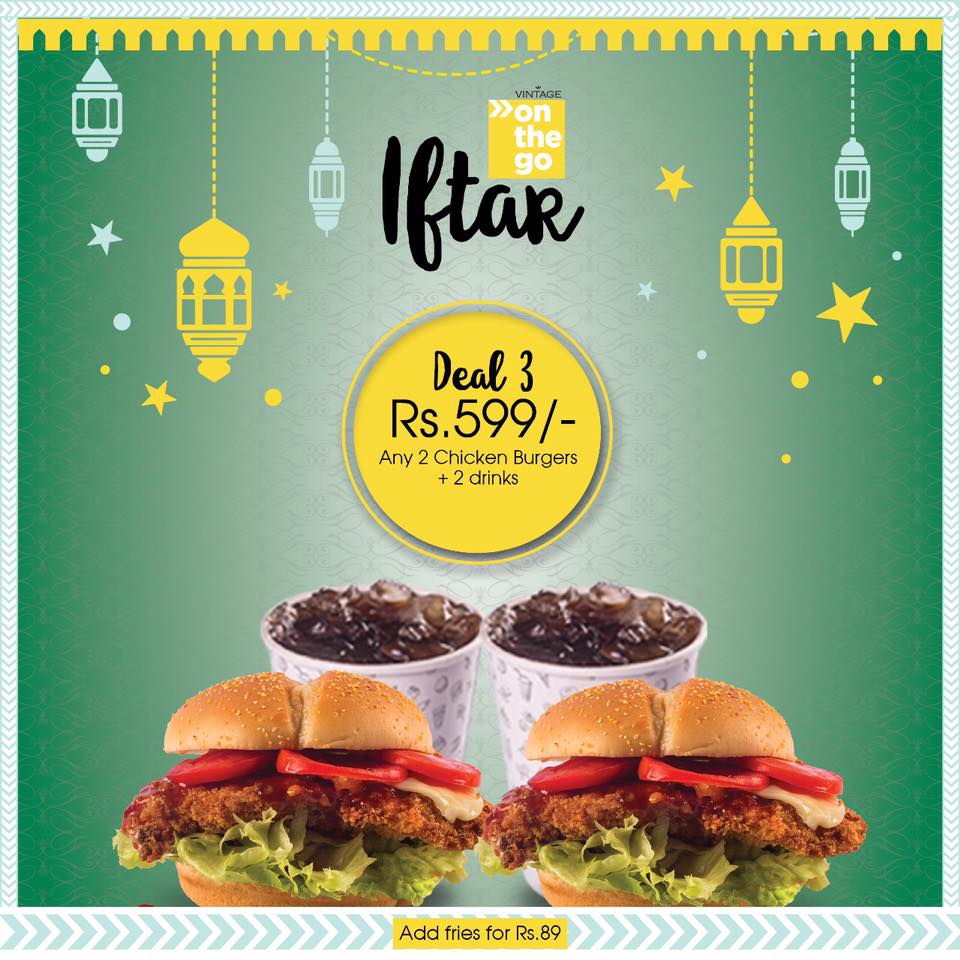 VINTAGE
on
the
go
Iftar
Deal 3
Rs.599/-
Any 2 Chicken Burgers
+ 2 drinks
Add fries for Rs.89